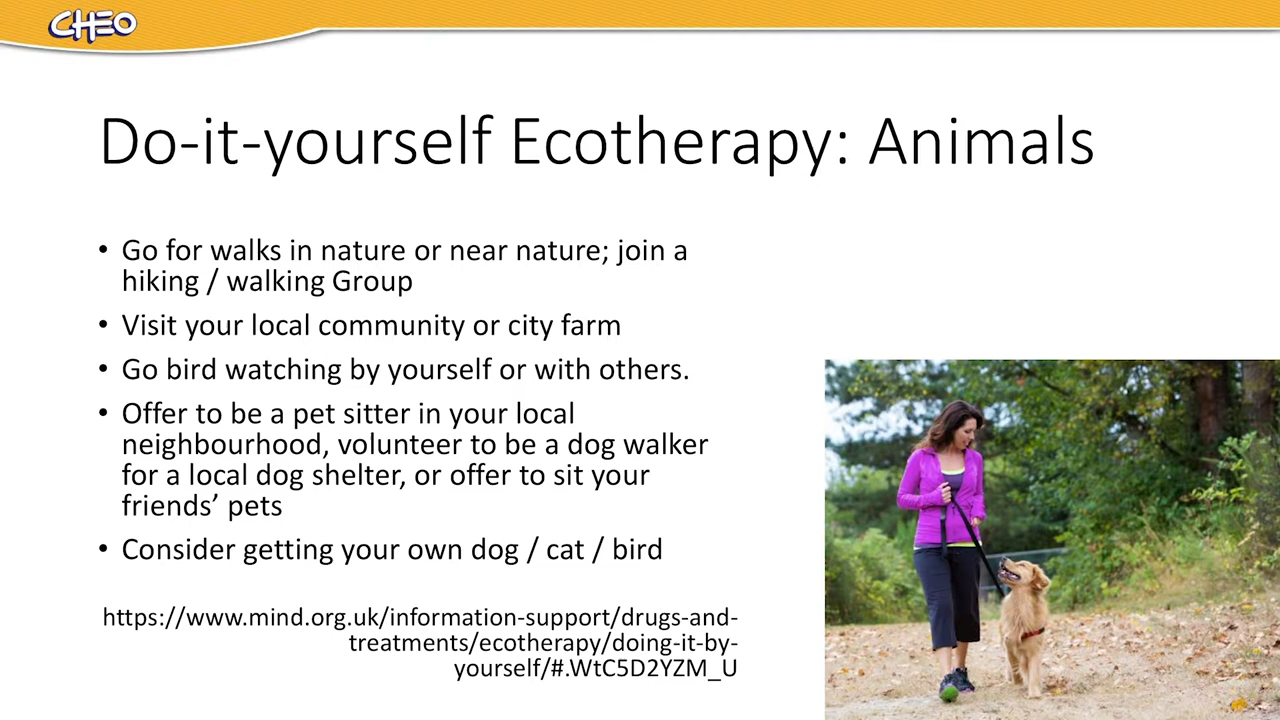 CHEO
Do-it-yourself Ecotherapy: Animals
• Go for walks in nature or near nature; join a
hiking / walking Group
• Visit your local community or city farm
• Go bird watching by yourself or with others.
• Offer to be a pet sitter in your local
neighbourhood, volunteer to be a dog walker
for a local dog shelter, or offer to sit your
friends’ pets
• Consider getting your own dog / cat / bird
https://www.mind.org.uk/information-support/drugs-and-
treatments/ecotherapy/doing-it-by-
yourself/#.WtC5D2YZM_U